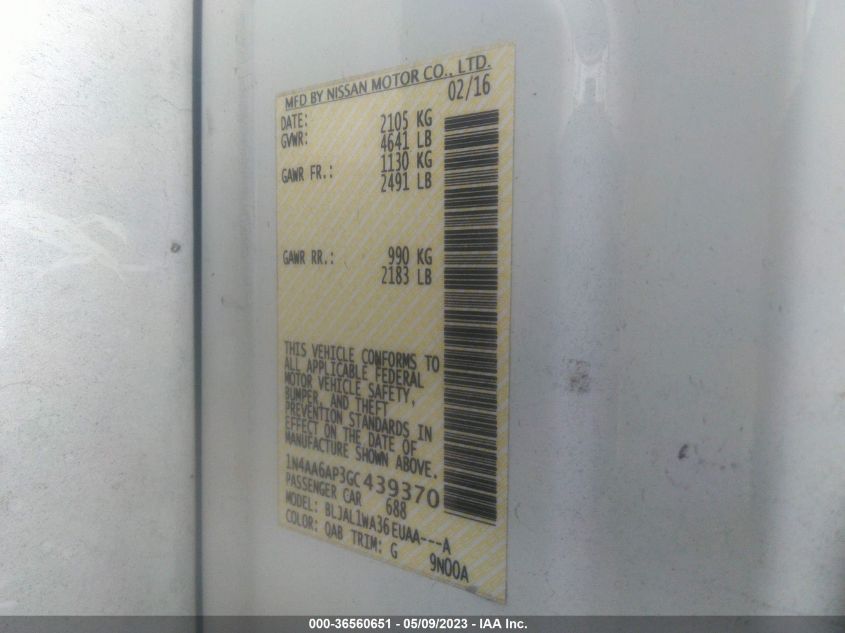 MFD BY NISSAN MOTOR CO., LTD.
DATE: 02/16
GVWR: 2105 KG
4641 LB
GAWR FR.: 1130 KG
2491 LB
GAWR RR.: 990 KG
2183 LB
THIS VEHICLE CONFORMS TO
ALL APPLICABLE FEDERAL
MOTOR VEHICLE SAFETY,
BUMPER, AND THEFT
PREVENTION STANDARDS IN
EFFECT ON THE DATE OF
MANUFACTURE SHOWN ABOVE.
1N4AA6AP3GC439370
PASSENGER CAR 688
MODEL: BLJAL1WA36EUAA---A
COLOR: QAB TRIM: G 9N00A
000-36560651 - 05/09/2023 - IAA Inc.